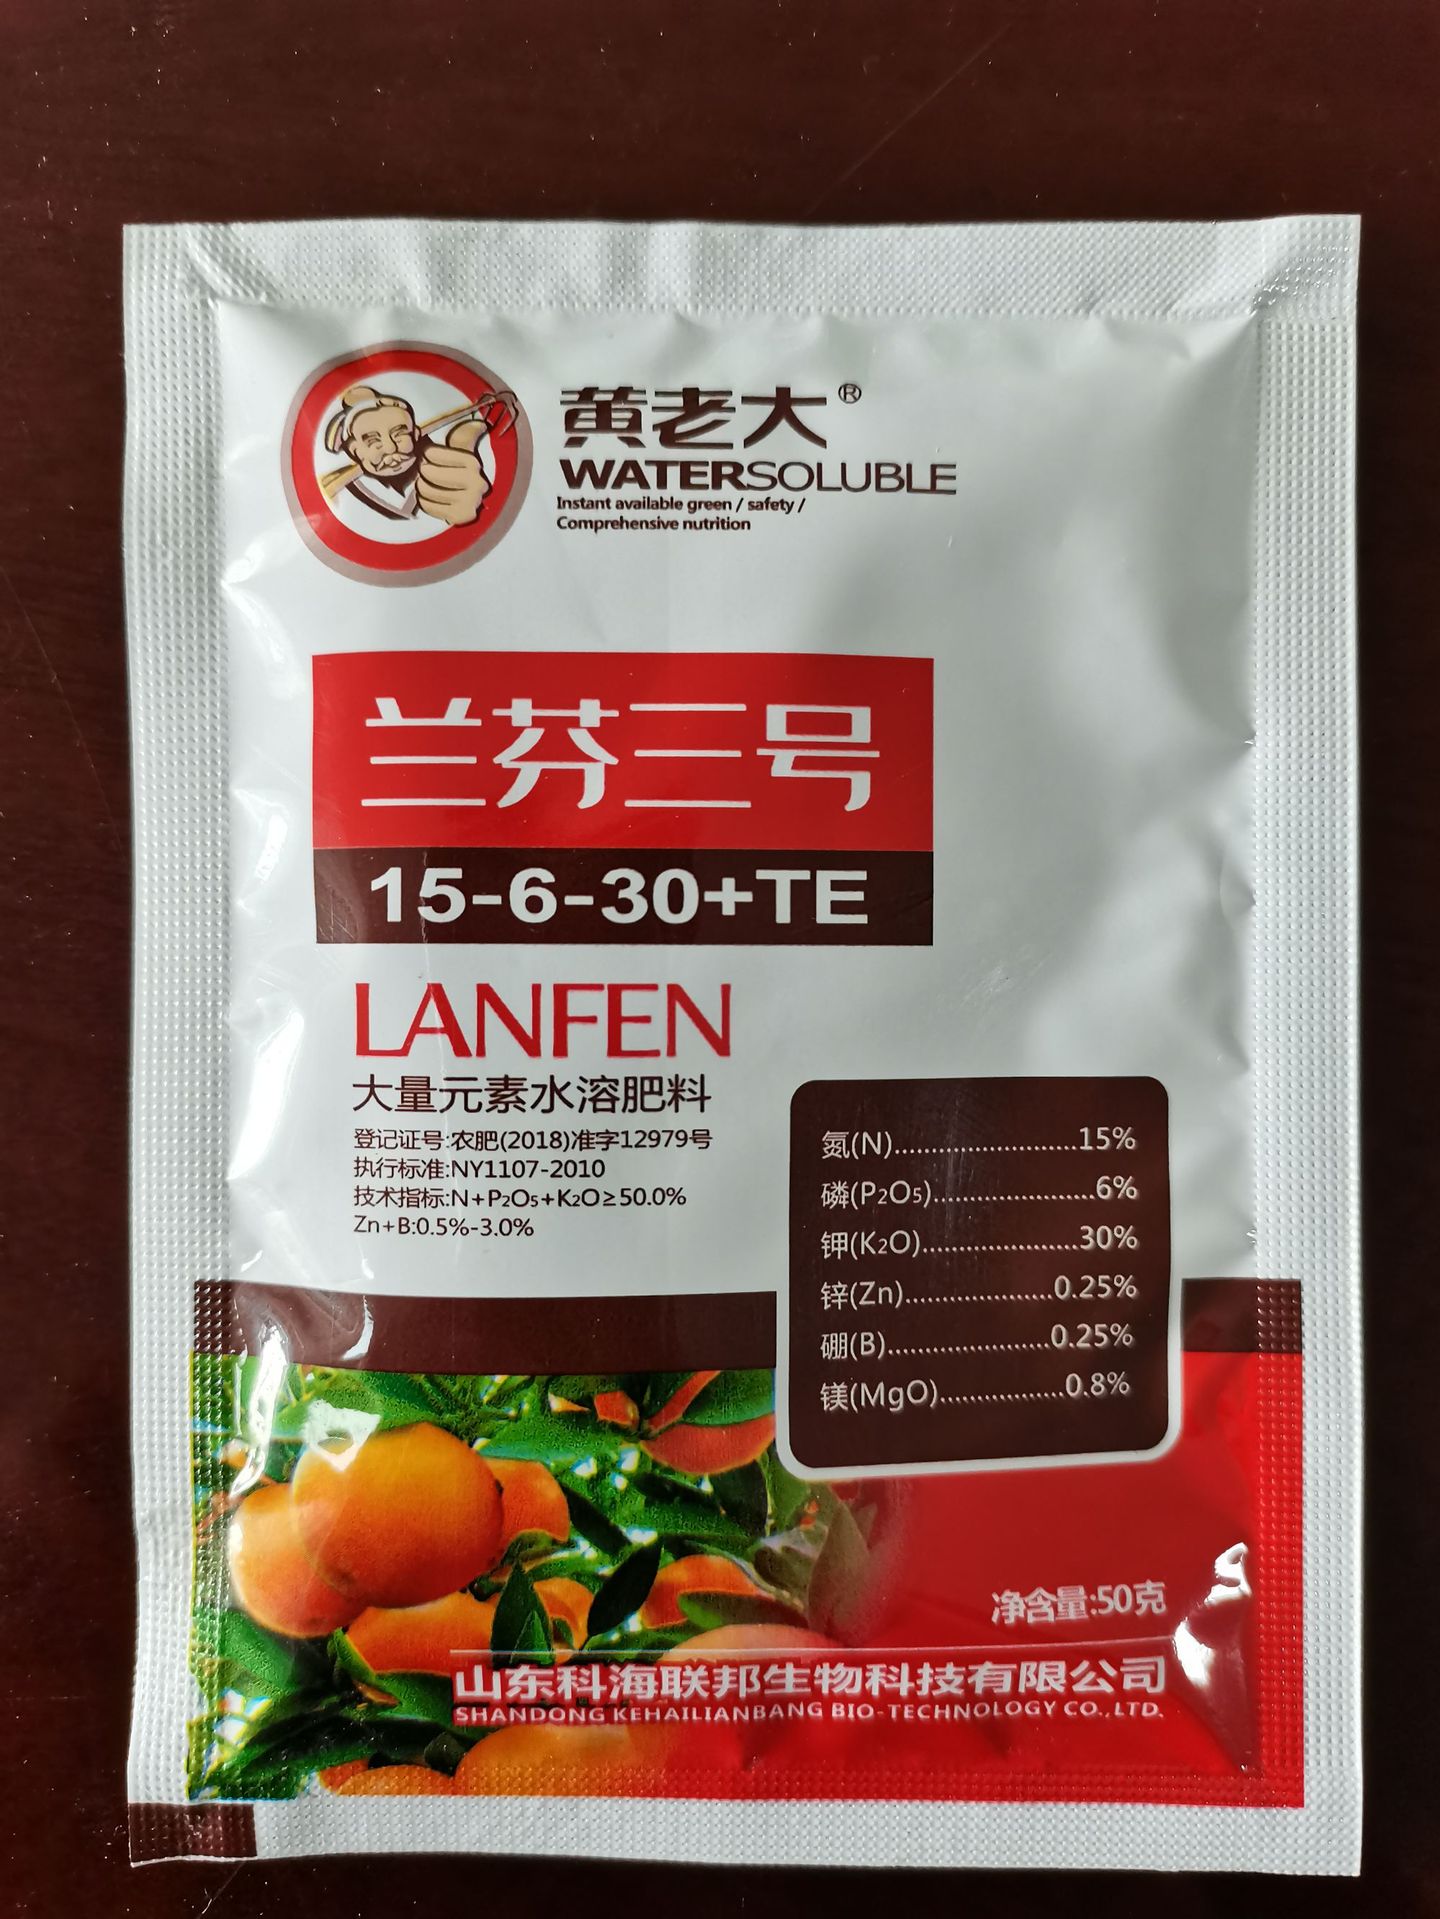 黄老大®
WATERSOLUBLE
Instant available green / safety /
Comprehensive nutrition
兰芬三号
15-6-30+TE
LANFEN
大量元素水溶肥料
登记证号:农肥(2018)准字12979号
执行标准:NY1107-2010
技术指标:N+P₂O₅+K₂O≥50.0%
Zn+B:0.5%-3.0%
氮(N)........................15%
磷(P₂O₅)......................6%
钾(K₂O)......................30%
锌(Zn)....................0.25%
硼(B)......................0.25%
镁(MgO).................0.8%
净含量:50克
山东科海联邦生物科技有限公司
SHANDONG KEHAILIANBANG BIO-TECHNOLOGY CO.,LTD.